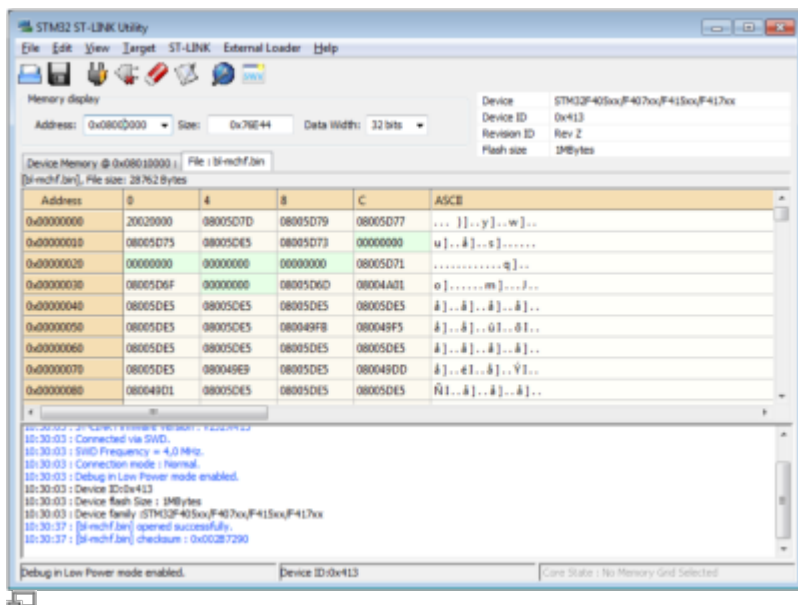 STM32 ST-LINK Utility
File Edit View Target ST-LINK External Loader Help
Memory display
Address: 0x08000000 Size: 0x76E44 Data Width: 32 bits
Device STM32F405xx/F407xx/F415xx/F417xx
Device ID 0x413
Revision ID Rev Z
Flash size 1MBytes
Device Memory @ 0x08010000 : File : bl-mchf.bin
[bl-mchf.bin], File size: 28762 Bytes
Address 0 4 8 C ASCII
0x00000000 20020000 08005D7D 08005D79 08005D77 ... }]..y]..w]..
0x00000010 08005D75 08005DE5 08005D73 00000000 u]..å]..s]......
0x00000020 00000000 00000000 00000000 08005D71 ............q]..
0x00000030 08005D6F 00000000 08005D6D 08004A01 o]......m]...J..
0x00000040 08005DE5 08005DE5 08005DE5 08005DE5 å]..å]..å]..å]..
0x00000050 08005DE5 08005DE5 080049FB 080049F5 å]..å]..ûI..õI..
0x00000060 08005DE5 08005DE5 08005DE5 08005DE5 å]..å]..å]..å]..
0x00000070 08005DE5 080049E9 08005DE5 080049DD å]..éI..å]..ÝI..
0x00000080 080049D1 08005DE5 08005DE5 08005DE5 ÑI..å]..å]..å]..
10:30:03 : Connected via SWD.
10:30:03 : SWD Frequency = 4,0 MHz.
10:30:03 : Connection mode : Normal.
10:30:03 : Debug in Low Power mode enabled.
10:30:03 : Device ID:0x413
10:30:03 : Device flash Size : 1MBytes
10:30:03 : Device family :STM32F405xx/F407xx/F415xx/F417xx
10:30:37 : [bl-mchf.bin] opened successfully.
10:30:37 : [bl-mchf.bin] checksum : 0x002B7290
Debug in Low Power mode enabled. Device ID:0x413 Core State : No Memory Grid Selected